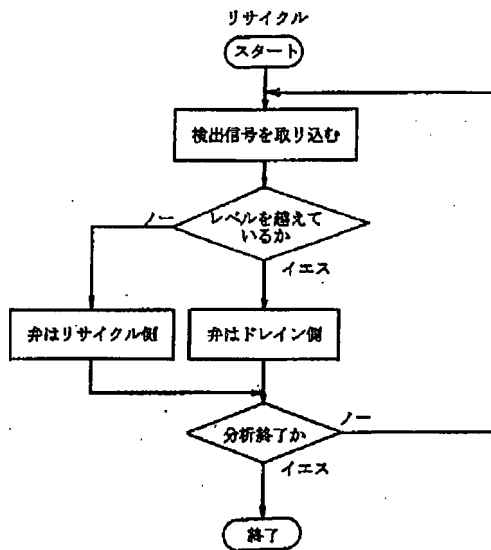 リサイクル
スタート
検出信号を取り込む
レベルを越えて
いるか
ノー
イエス
弁はリサイクル側
弁はドレイン側
分析終了か
ノー
イエス
終了